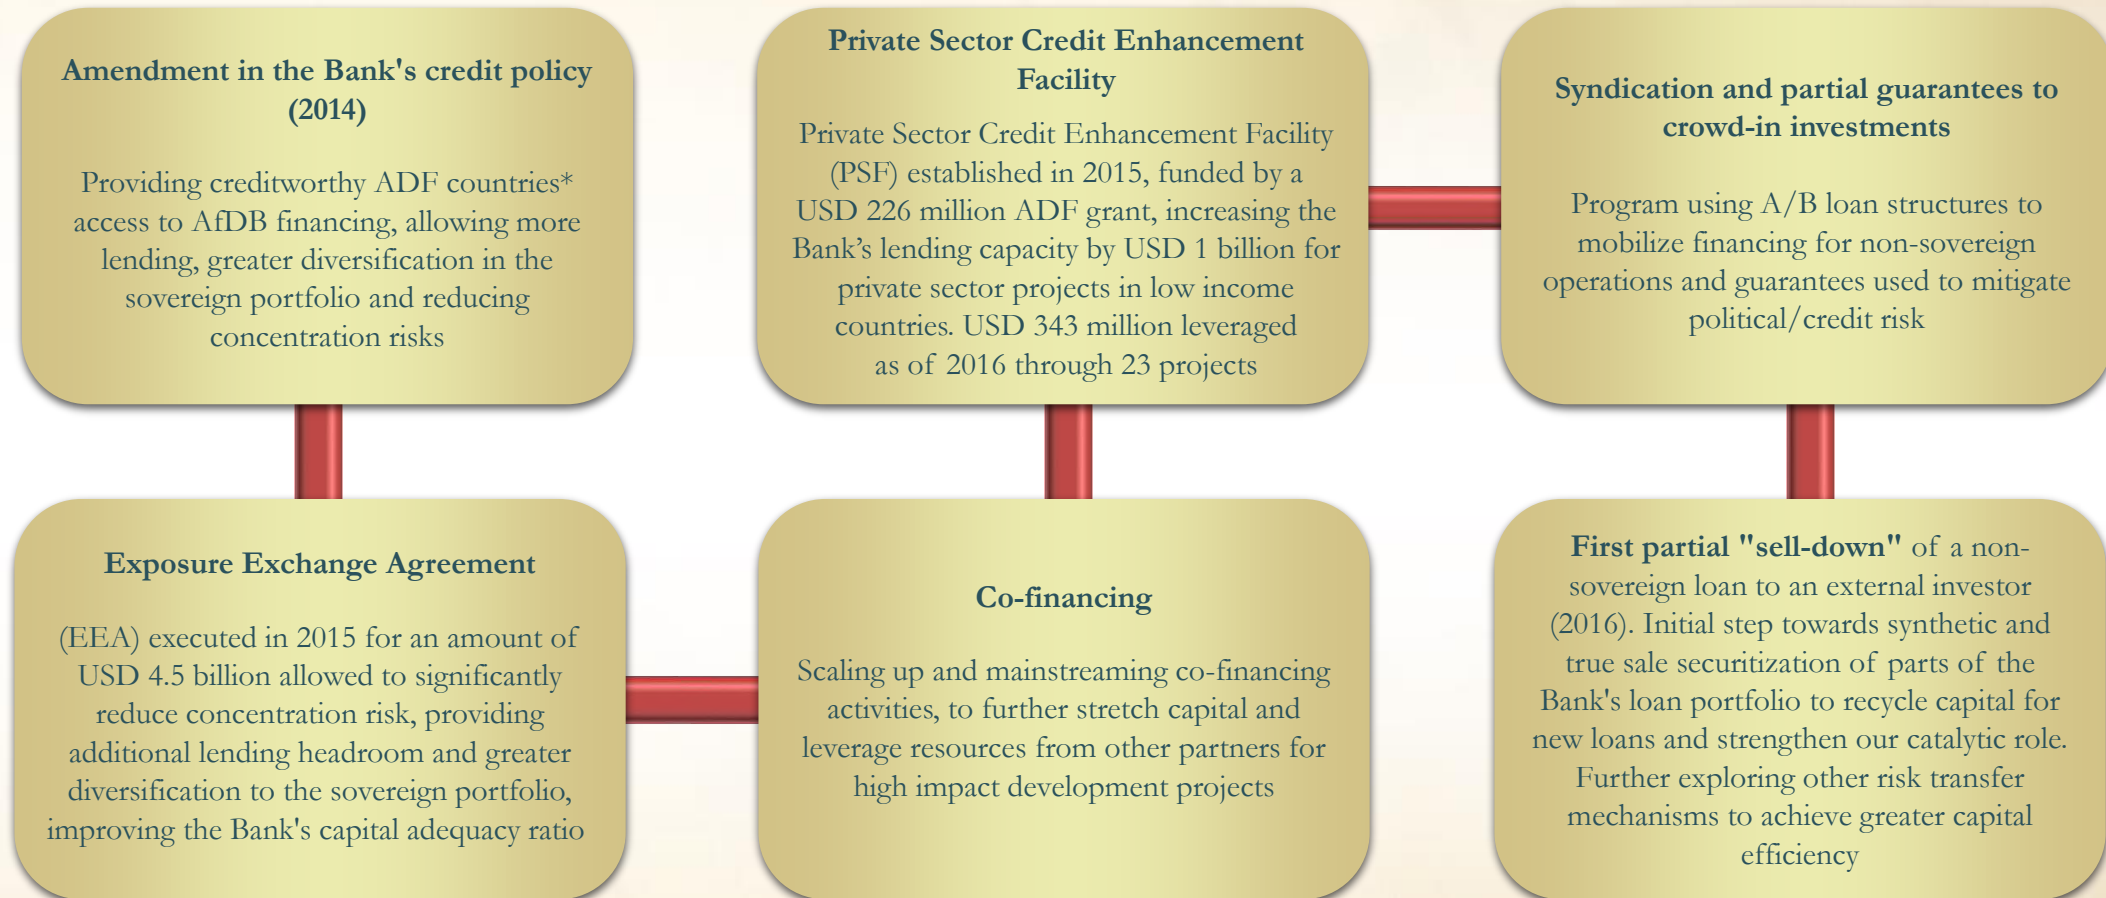 Amendment in the Bank's credit policy
(2014)
Providing creditworthy ADF countries*
access to AfDB financing, allowing more
lending, greater diversification in the
sovereign portfolio and reducing
concentration risks
Exposure Exchange Agreement
(EEA) executed in 2015 for an amount of
USD 4.5 billion allowed to significantly
reduce concentration risk, providing
additional lending headroom and greater
diversification to the sovereign portfolio,
improving the Bank's capital adequacy ratio
Co-financing
Scaling up and mainstreaming co-financing
activities, to further stretch capital and
leverage resources from other partners for
high impact development projects
Private Sector Credit Enhancement
Facility
Private Sector Credit Enhancement Facility
(PSF) established in 2015, funded by a
USD 226 million ADF grant, increasing the
Bank’s lending capacity by USD 1 billion for
private sector projects in low income
countries. USD 343 million leveraged
as of 2016 through 23 projects
Syndication and partial guarantees to
crowd-in investments
Program using A/B loan structures to
mobilize financing for non-sovereign
operations and guarantees used to mitigate
political/credit risk
First partial "sell-down" of a non-
sovereign loan to an external investor
(2016). Initial step towards synthetic and
true sale securitization of parts of the
Bank's loan portfolio to recycle capital for
new loans and strengthen our catalytic role.
Further exploring other risk transfer
mechanisms to achieve greater capital
efficiency